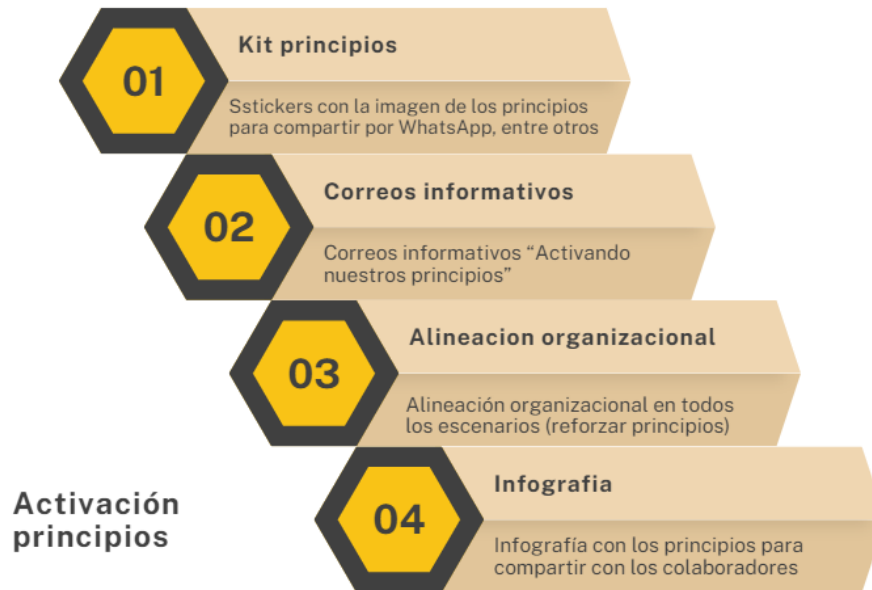 01
Kit principios
Sstickers con la imagen de los principios
para compartir por WhatsApp, entre otros
02
Correos informativos
Correos informativos “Activando
nuestros principios”
03
Alineacion organizacional
Alineación organizacional en todos
los escenarios (reforzar principios)
04
Infografia
Infografía con los principios para
compartir con los colaboradores
Activación
principios